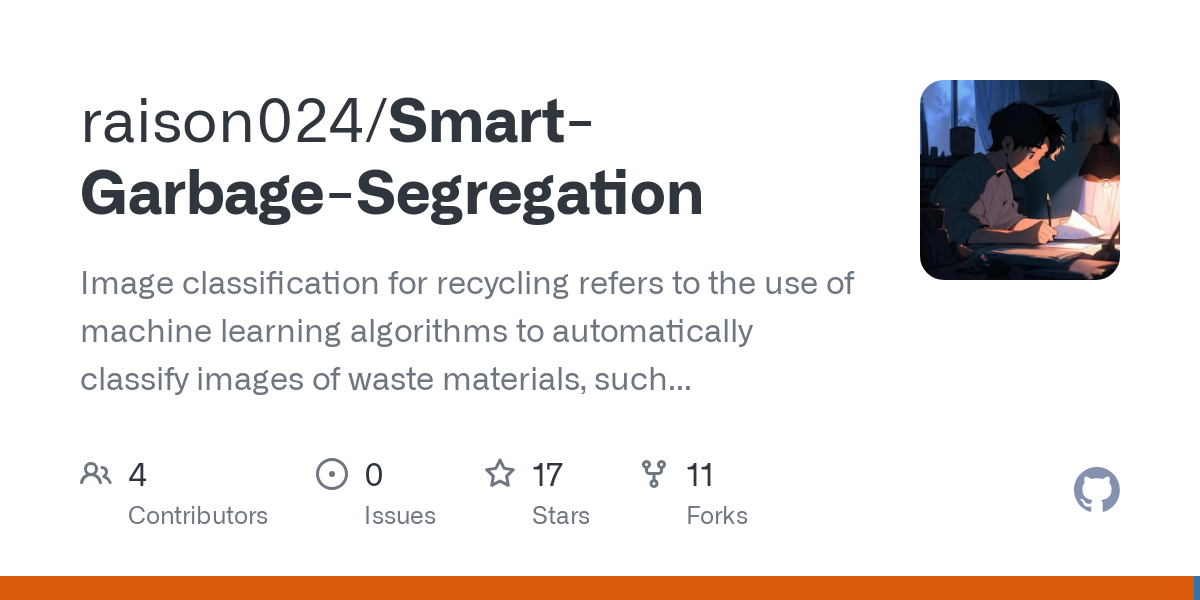 raison024/Smart-
Garbage-Segregation
Image classification for recycling refers to the use of
machine learning algorithms to automatically
classify images of waste materials, such...
4
Contributors
0
Issues
17
Stars
11
Forks